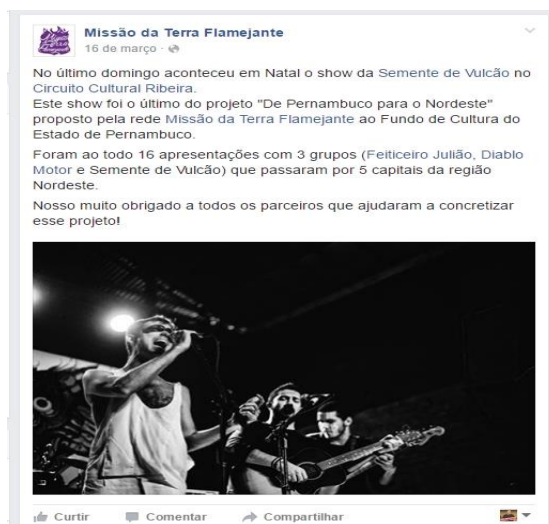 Missão da Terra Flamejante
16 de março ·
No último domingo aconteceu em Natal o show da Semente de Vulcão no
Circuito Cultural Ribeira.
Este show foi o último do projeto "De Pernambuco para o Nordeste"
proposto pela rede Missão da Terra Flamejante ao Fundo de Cultura do
Estado de Pernambuco.
Foram ao todo 16 apresentações com 3 grupos (Feiticeiro Julião, Diablo
Motor e Semente de Vulcão) que passaram por 5 capitais da região
Nordeste.
Nosso muito obrigado a todos os parceiros que ajudaram a concretizar
esse projeto!
Curtir Comentar Compartilhar